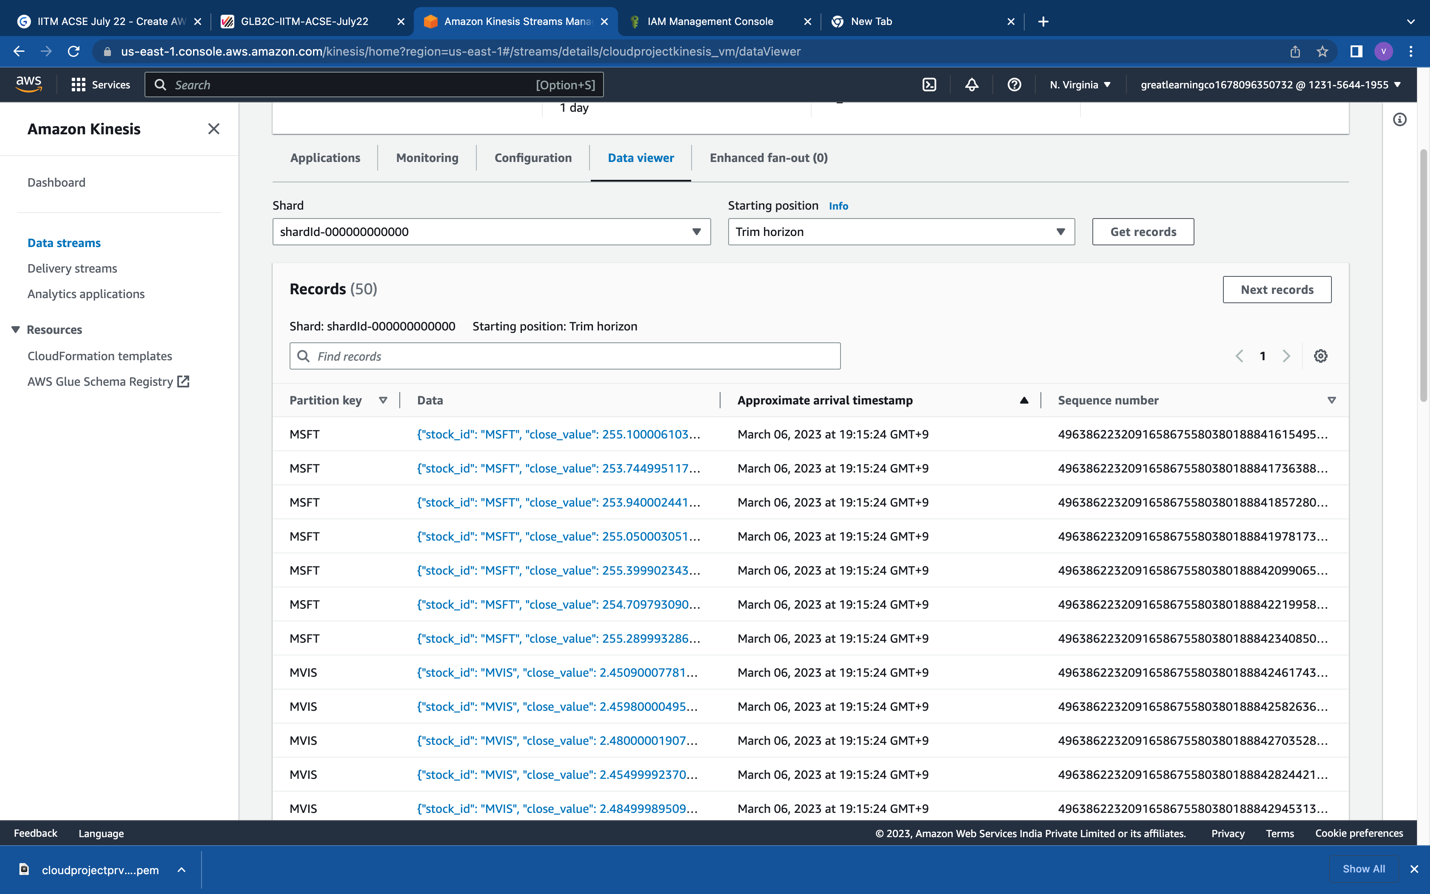 IITM ACSE July 22 - Create AW
GLB2C-IITM-ACSE-July22
Amazon Kinesis Streams Mana
IAM Management Console
New Tab
us-east-1.console.aws.amazon.com/kinesis/home?region=us-east-1#/streams/details/cloudprojectkinesis_vm/dataViewer
V
aws
Services
Search
[Option+S]
N. Virginia
greatlearningco1678096350732 @ 1231-5644-1955
Amazon Kinesis
Dashboard
Data streams
Delivery streams
Analytics applications
Resources
CloudFormation templates
AWS Glue Schema Registry
1 day
Applications
Monitoring
Configuration
Data viewer
Enhanced fan-out (0)
Shard
Starting position Info
shardId-000000000000
Trim horizon
Get records
Records (50)
Next records
Shard: shardId-000000000000 Starting position: Trim horizon
Find records
1
Partition key Data Approximate arrival timestamp Sequence number
MSFT {"stock_id": "MSFT", "close_value": 255.100006103... March 06, 2023 at 19:15:24 GMT+9 49638622320916586755803801888416154​95...
MSFT {"stock_id": "MSFT", "close_value": 253.744995117... March 06, 2023 at 19:15:24 GMT+9 4963862232091658675580380188841736388...
MSFT {"stock_id": "MSFT", "close_value": 253.940002441... March 06, 2023 at 19:15:24 GMT+9 4963862232091658675580380188841857280...
MSFT {"stock_id": "MSFT", "close_value": 255.050003051... March 06, 2023 at 19:15:24 GMT+9 4963862232091658675580380188841978173...
MSFT {"stock_id": "MSFT", "close_value": 255.399902343... March 06, 2023 at 19:15:24 GMT+9 4963862232091658675580380188842099065...
MSFT {"stock_id": "MSFT", "close_value": 254.709793090... March 06, 2023 at 19:15:24 GMT+9 4963862232091658675580380188842219958...
MSFT {"stock_id": "MSFT", "close_value": 255.289993286... March 06, 2023 at 19:15:24 GMT+9 4963862232091658675580380188842340850...
MVIS {"stock_id": "MVIS", "close_value": 2.45090007781... March 06, 2023 at 19:15:24 GMT+9 4963862232091658675580380188842461743...
MVIS {"stock_id": "MVIS", "close_value": 2.45980000495... March 06, 2023 at 19:15:24 GMT+9 4963862232091658675580380188842582636...
MVIS {"stock_id": "MVIS", "close_value": 2.48000001907... March 06, 2023 at 19:15:24 GMT+9 4963862232091658675580380188842703528...
MVIS {"stock_id": "MVIS", "close_value": 2.45499992370... March 06, 2023 at 19:15:24 GMT+9 4963862232091658675580380188842824421...
MVIS {"stock_id": "MVIS", "close_value": 2.48499989509... March 06, 2023 at 19:15:24 GMT+9 4963862232091658675580380188842945313...
Feedback Language © 2023, Amazon Web Services India Private Limited or its affiliates. Privacy Terms Cookie preferences
cloudprojectprv....pem
Show All